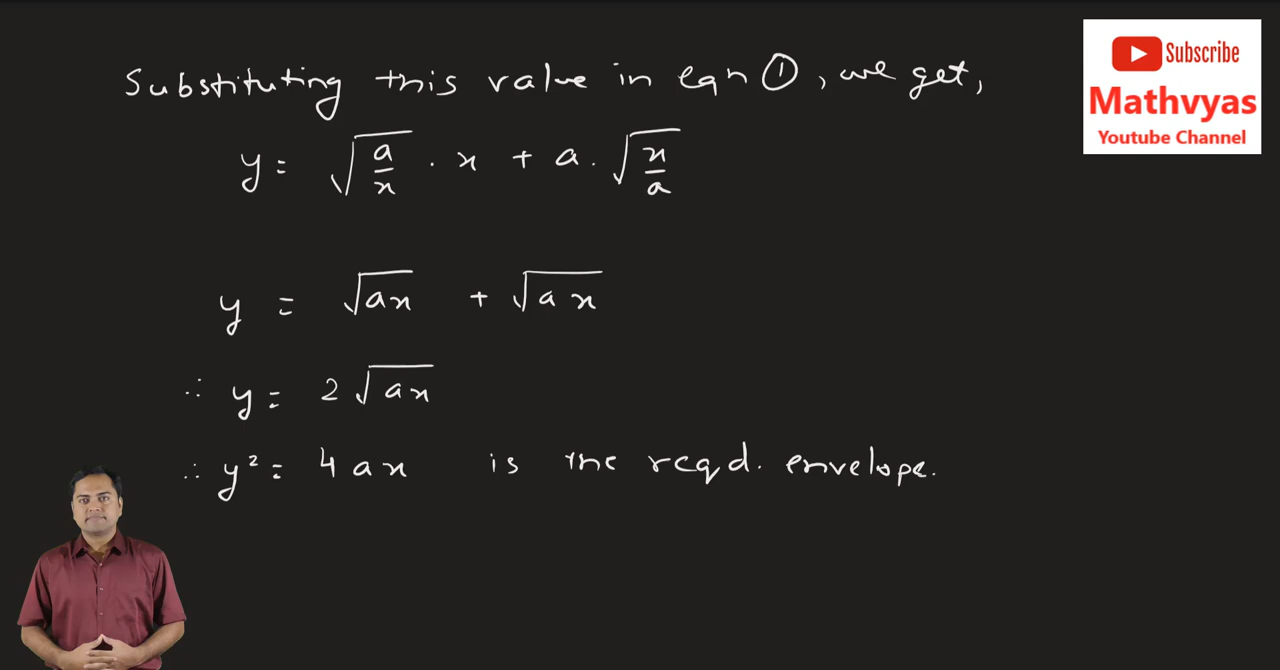 Substituting this value in eqn ①, we get,
y = √(a/x) · x + a · √(x/a)
y = √ax + √ax
∴ y = 2√ax
∴ y² = 4ax is the reqd. envelope.
Subscribe
Mathvyas
Youtube Channel